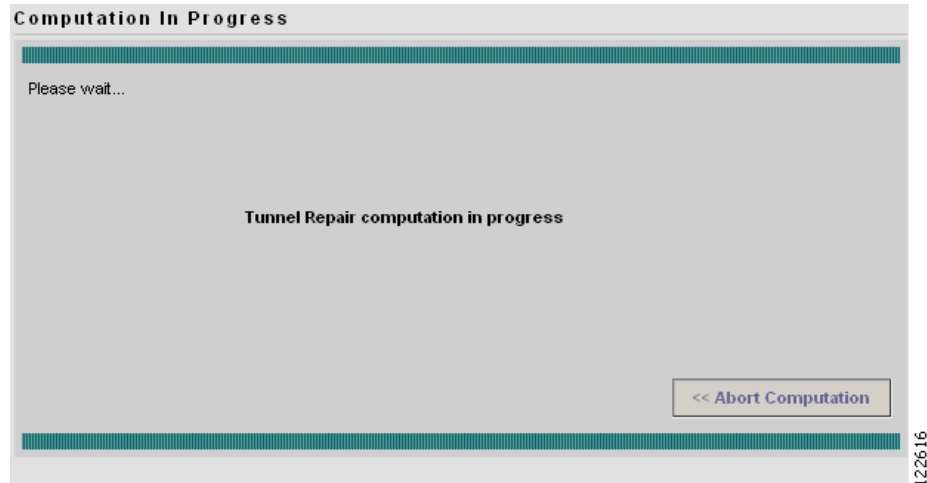 Computation In Progress
Please wait...
Tunnel Repair computation in progress
<< Abort Computation
122616